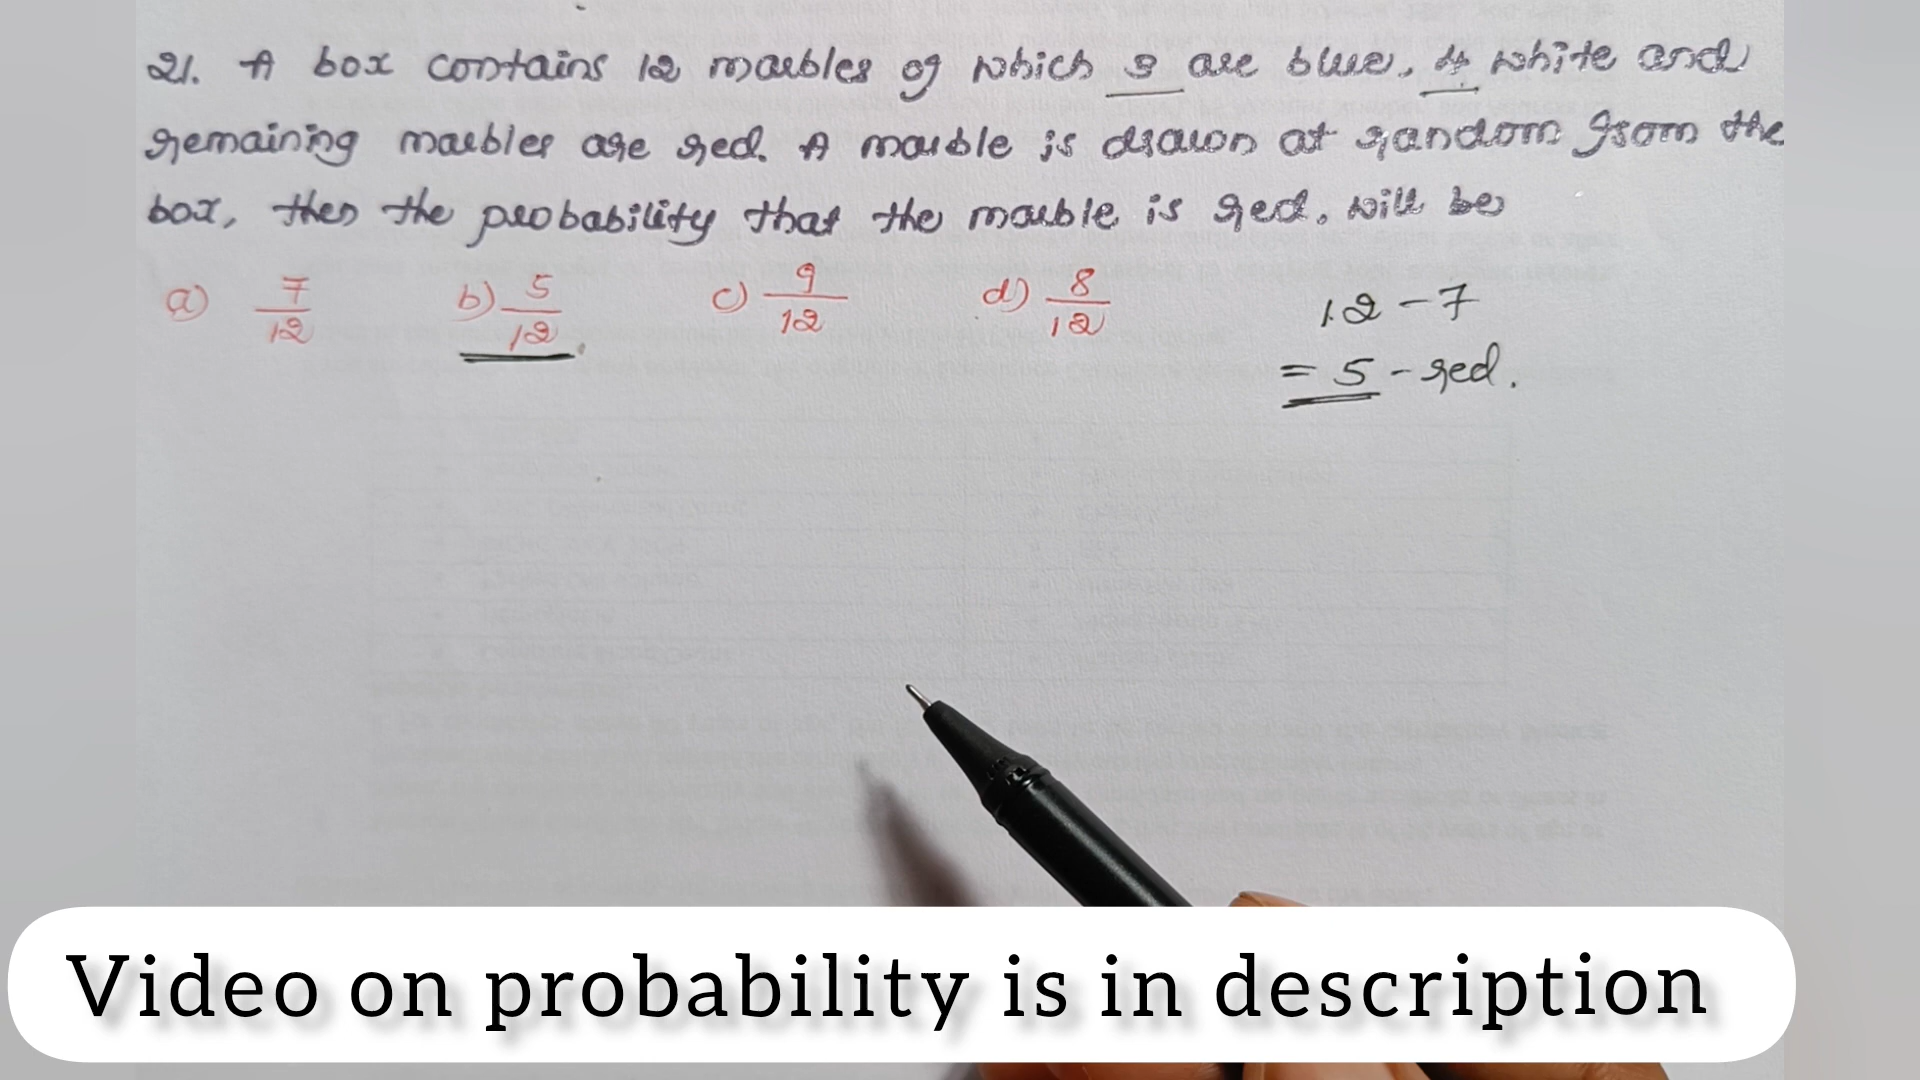 21. A box contains 12 marbles of which 3 are blue, 4 white and
remaining marbles are red. A marble is drawn at random from the
box, then the probability that the marble is red, will be
a) 7/12 b) 5/12 c) 9/12 d) 8/12
12 - 7
= 5 - red.
Video on probability is in description